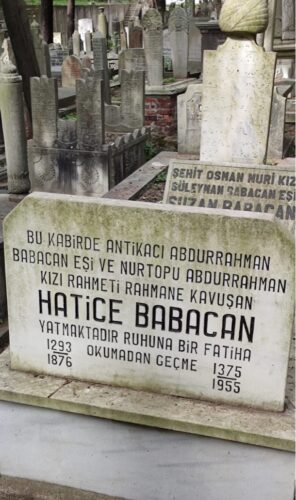 ŞEHİT OSMAN NURİ KIZI
SÜLEYMAN BABACAN EŞİ
SUZAN BABACAN
BU KABİRDE ANTİKACI ABDURRAHMAN
BABACAN EŞİ VE NURTOPU ABDURRAHMAN
KIZI RAHMETİ RAHMANE KAVUŞAN
HATİCE BABACAN
YATMAKTADIR RUHUNA BİR FATİHA
OKUMADAN GEÇME
1293
1876
1375
1955